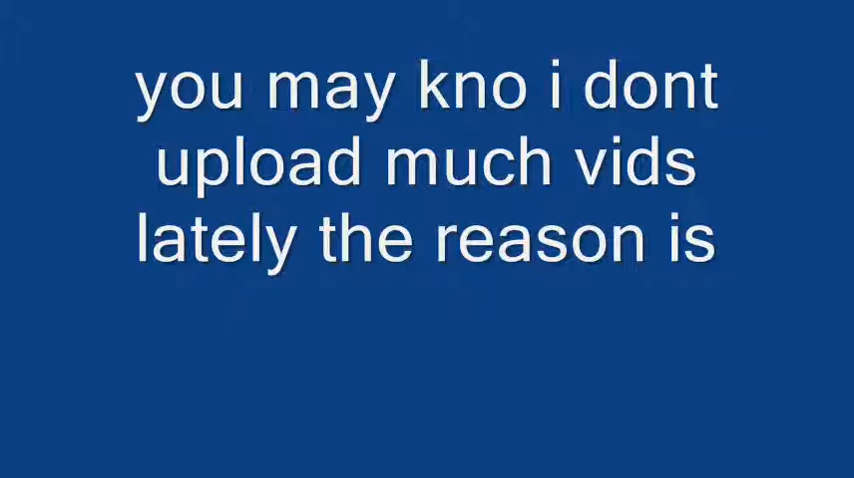 you may kno i dont
upload much vids
lately the reason is